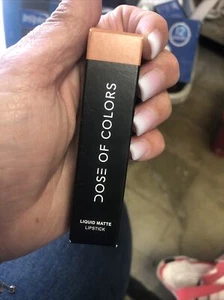 DOSE OF COLORS
LIQUID MATTE
LIPSTICK